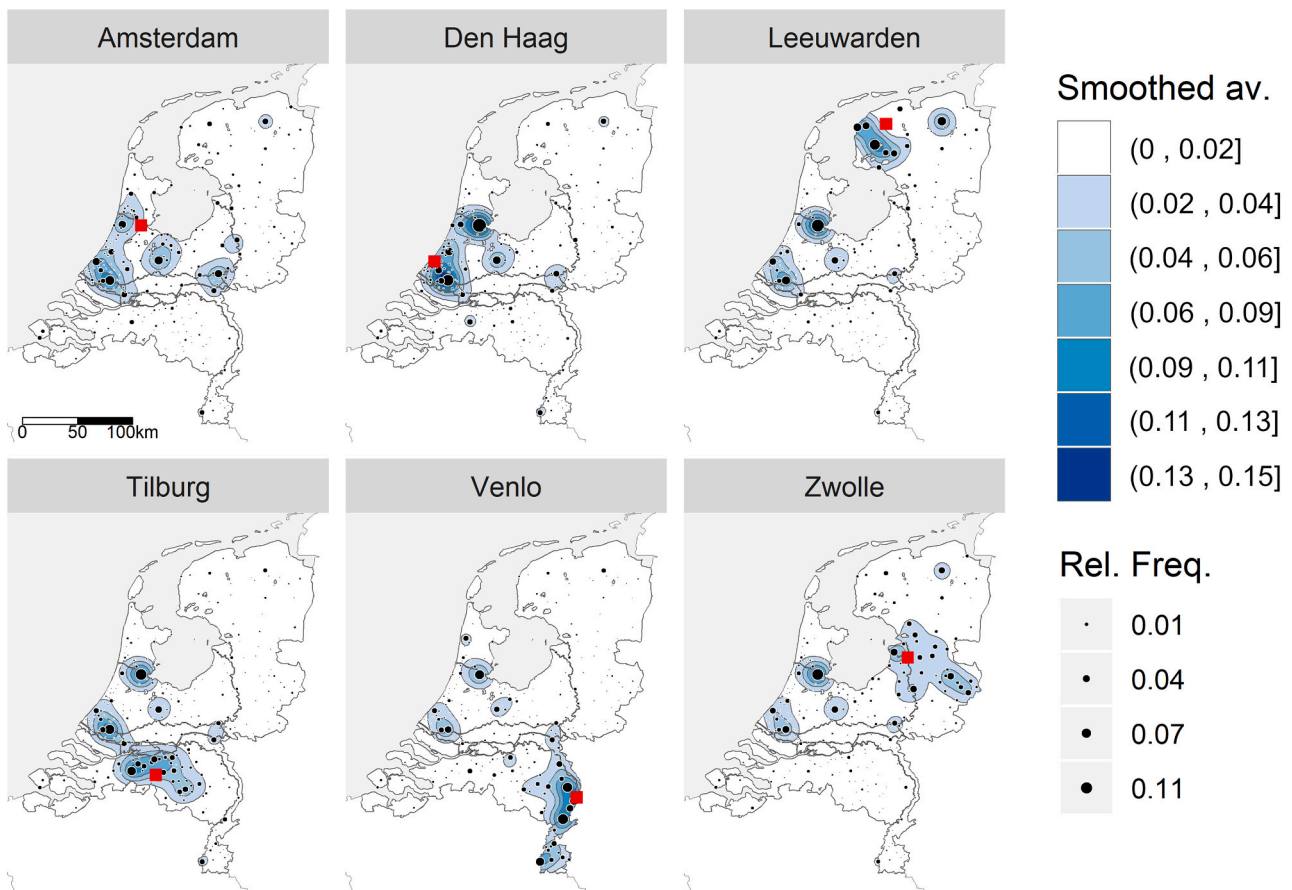 Amsterdam
Den Haag
Leeuwarden
0 50 100km
Tilburg
Venlo
Zwolle
Smoothed av.
(0 , 0.02]
(0.02 , 0.04]
(0.04 , 0.06]
(0.06 , 0.09]
(0.09 , 0.11]
(0.11 , 0.13]
(0.13 , 0.15]
Rel. Freq.
0.01
0.04
0.07
0.11